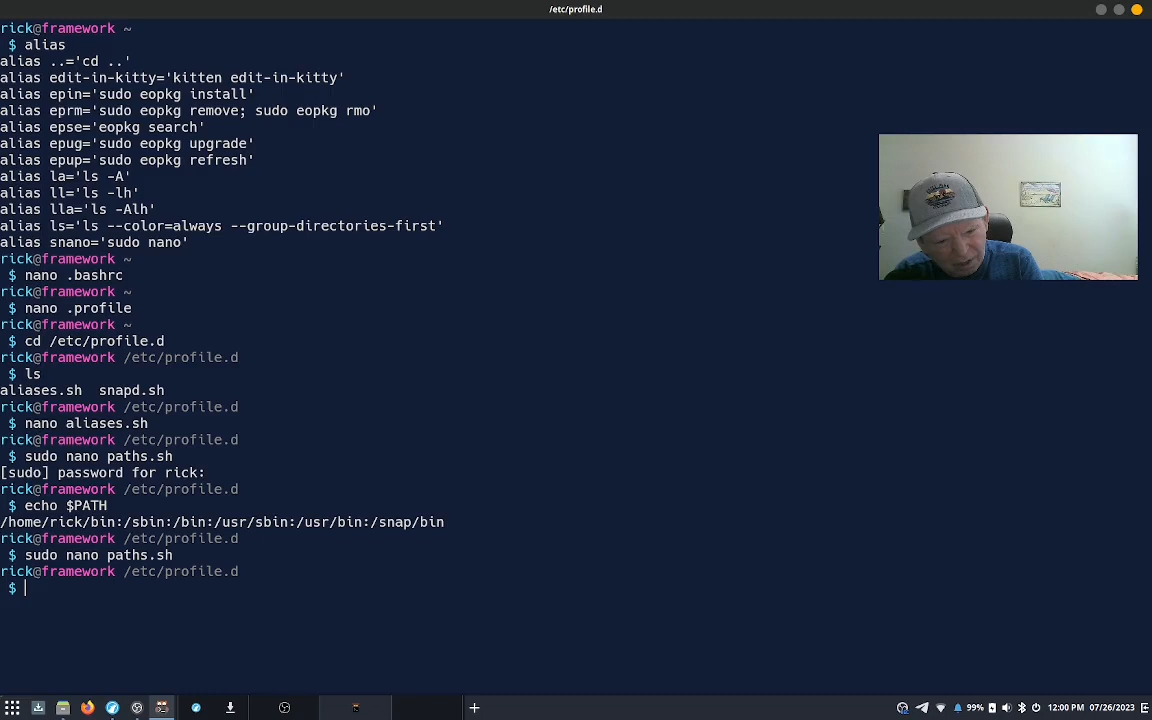 /etc/profile.d
rick@framework ~
$ alias
alias ..='cd ..'
alias edit-in-kitty='kitten edit-in-kitty'
alias epin='sudo eopkg install'
alias eprm='sudo eopkg remove; sudo eopkg rmo'
alias epse='eopkg search'
alias epug='sudo eopkg upgrade'
alias epup='sudo eopkg refresh'
alias la='ls -A'
alias ll='ls -lh'
alias lla='ls -Alh'
alias ls='ls --color=always --group-directories-first'
alias snano='sudo nano'
rick@framework ~
$ nano .bashrc
rick@framework ~
$ nano .profile
rick@framework ~
$ cd /etc/profile.d
rick@framework /etc/profile.d
$ ls
aliases.sh  snapd.sh
rick@framework /etc/profile.d
$ nano aliases.sh
rick@framework /etc/profile.d
$ sudo nano paths.sh
[sudo] password for rick:
rick@framework /etc/profile.d
$ echo $PATH
/home/rick/bin:/sbin:/bin:/usr/sbin:/usr/bin:/snap/bin
rick@framework /etc/profile.d
$ sudo nano paths.sh
rick@framework /etc/profile.d
$
99% 12:00 PM 07/26/2023